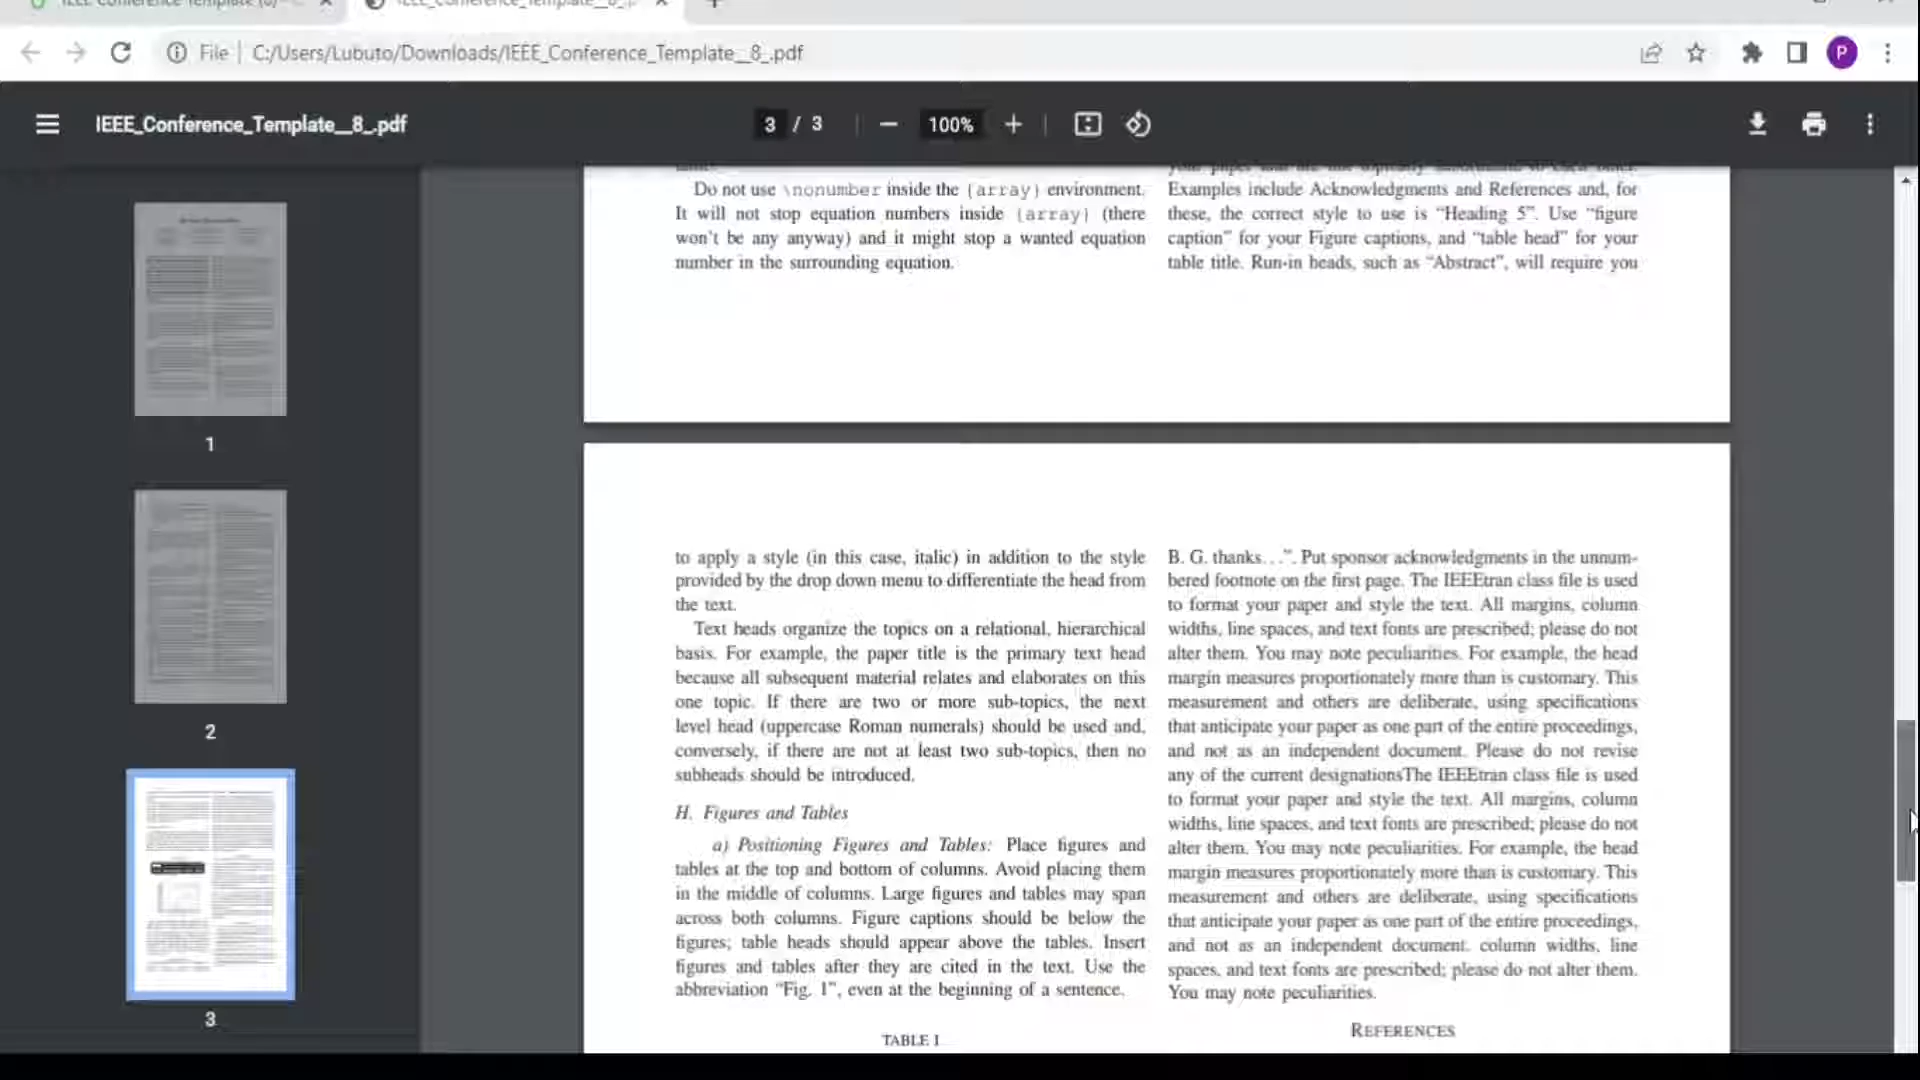 IEEE_Conference_Template__8_.p
File
C:/Users/Lubuto/Downloads/IEEE_Conference_Template__8_.pdf
P
IEEE_Conference_Template__8_.pdf
3 / 3
100%
1
2
3
Do not use \nonumber inside the {array} environment.
It will not stop equation numbers inside {array} (there
won't be any anyway) and it might stop a wanted equation
number in the surrounding equation.
Examples include Acknowledgments and References and, for
these, the correct style to use is “Heading 5”. Use “figure
caption” for your Figure captions, and “table head” for your
table title. Run-in heads, such as “Abstract”, will require you
to apply a style (in this case, italic) in addition to the style
provided by the drop down menu to differentiate the head from
the text.
Text heads organize the topics on a relational, hierarchical
basis. For example, the paper title is the primary text head
because all subsequent material relates and elaborates on this
one topic. If there are two or more sub-topics, the next
level head (uppercase Roman numerals) should be used and,
conversely, if there are not at least two sub-topics, then no
subheads should be introduced.
H. Figures and Tables
a) Positioning Figures and Tables: Place figures and
tables at the top and bottom of columns. Avoid placing them
in the middle of columns. Large figures and tables may span
across both columns. Figure captions should be below the
figures; table heads should appear above the tables. Insert
figures and tables after they are cited in the text. Use the
abbreviation “Fig. 1”, even at the beginning of a sentence.
TABLE I
B. G. thanks...”. Put sponsor acknowledgments in the unnum-
bered footnote on the first page. The IEEEtran class file is used
to format your paper and style the text. All margins, column
widths, line spaces, and text fonts are prescribed; please do not
alter them. You may note peculiarities. For example, the head
margin measures proportionately more than is customary. This
measurement and others are deliberate, using specifications
that anticipate your paper as one part of the entire proceedings,
and not as an independent document. Please do not revise
any of the current designationsThe IEEEtran class file is used
to format your paper and style the text. All margins, column
widths, line spaces, and text fonts are prescribed; please do not
alter them. You may note peculiarities. For example, the head
margin measures proportionately more than is customary. This
measurement and others are deliberate, using specifications
that anticipate your paper as one part of the entire proceedings,
and not as an independent document. column widths, line
spaces, and text fonts are prescribed; please do not alter them.
You may note peculiarities.
REFERENCES